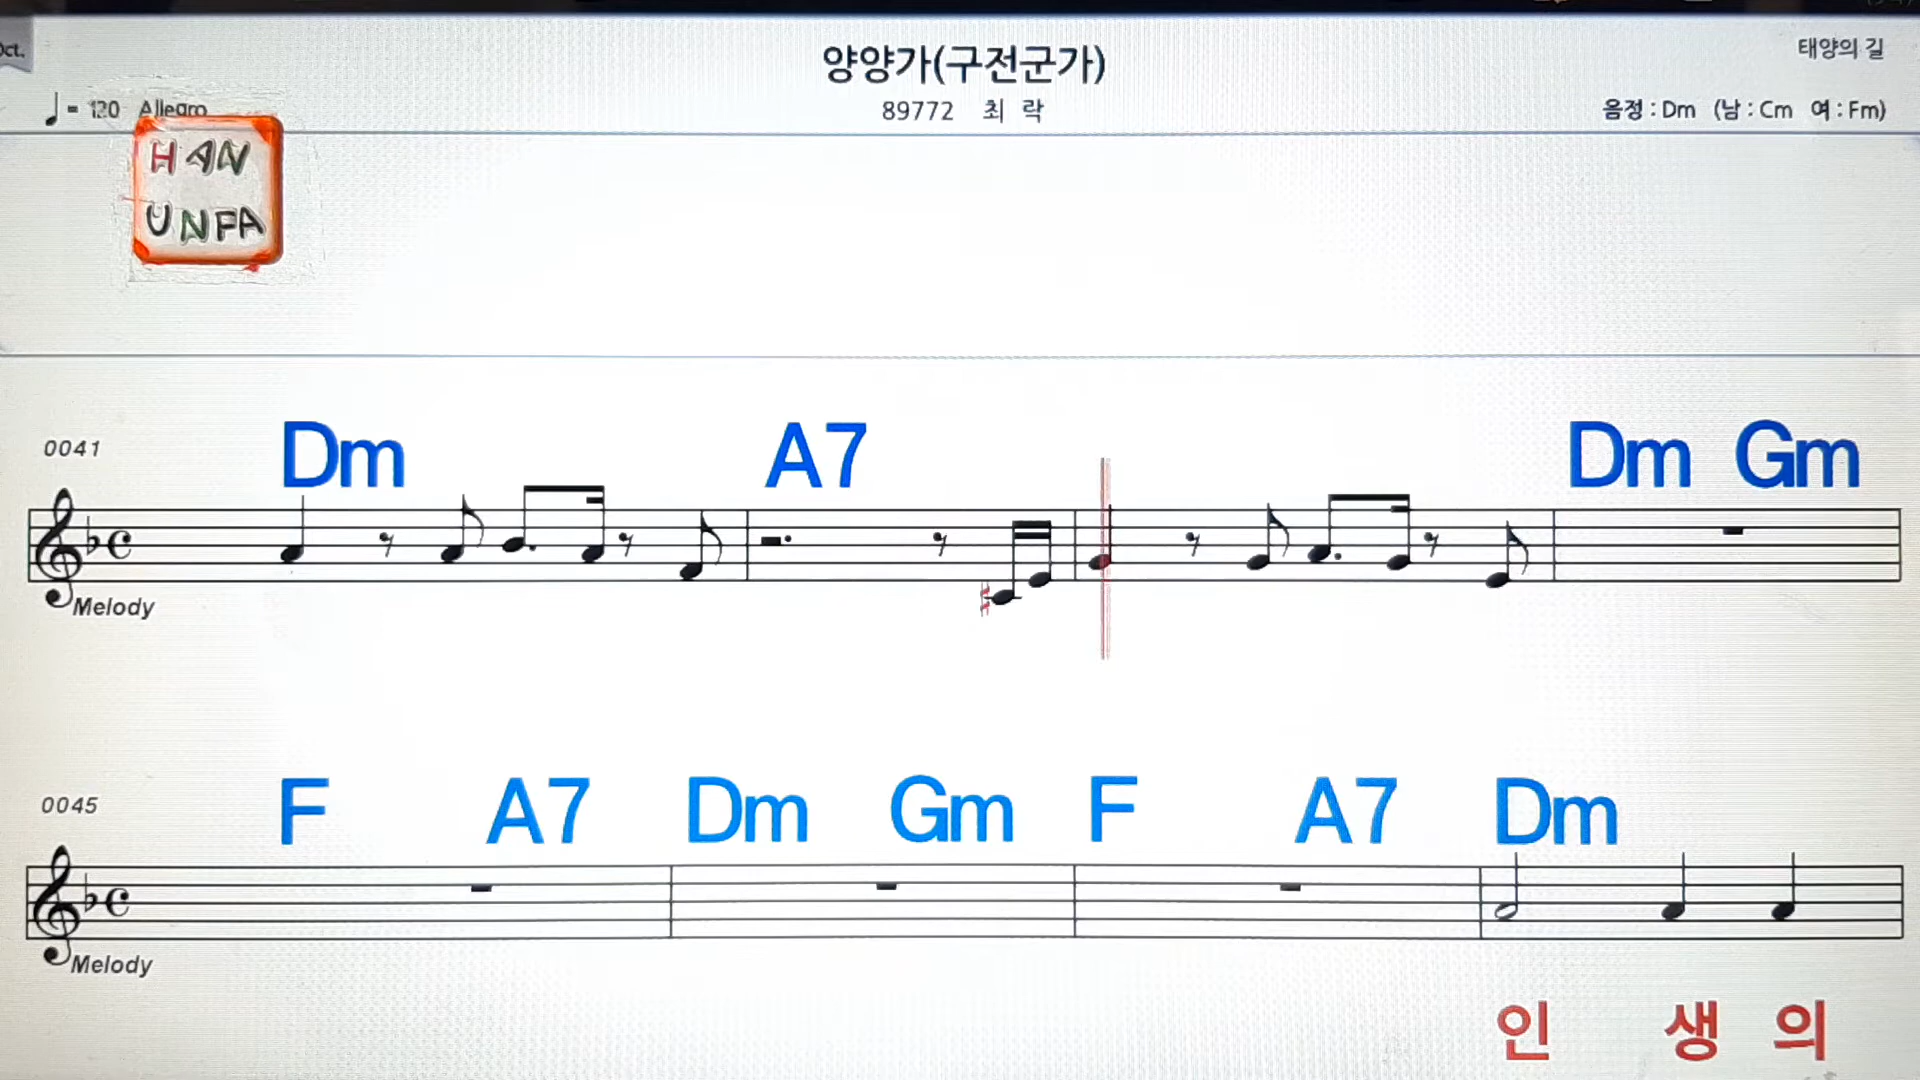 Oct.
양양가(구전군가)
태양의 길
♩ = 120 Allegro
89772 최 락
음정 : Dm (남 : Cm 여 : Fm)
HAN
UNFA
0041
Dm A7 Dm Gm
Melody
0045
F A7 Dm Gm F A7 Dm
Melody
인 생 의